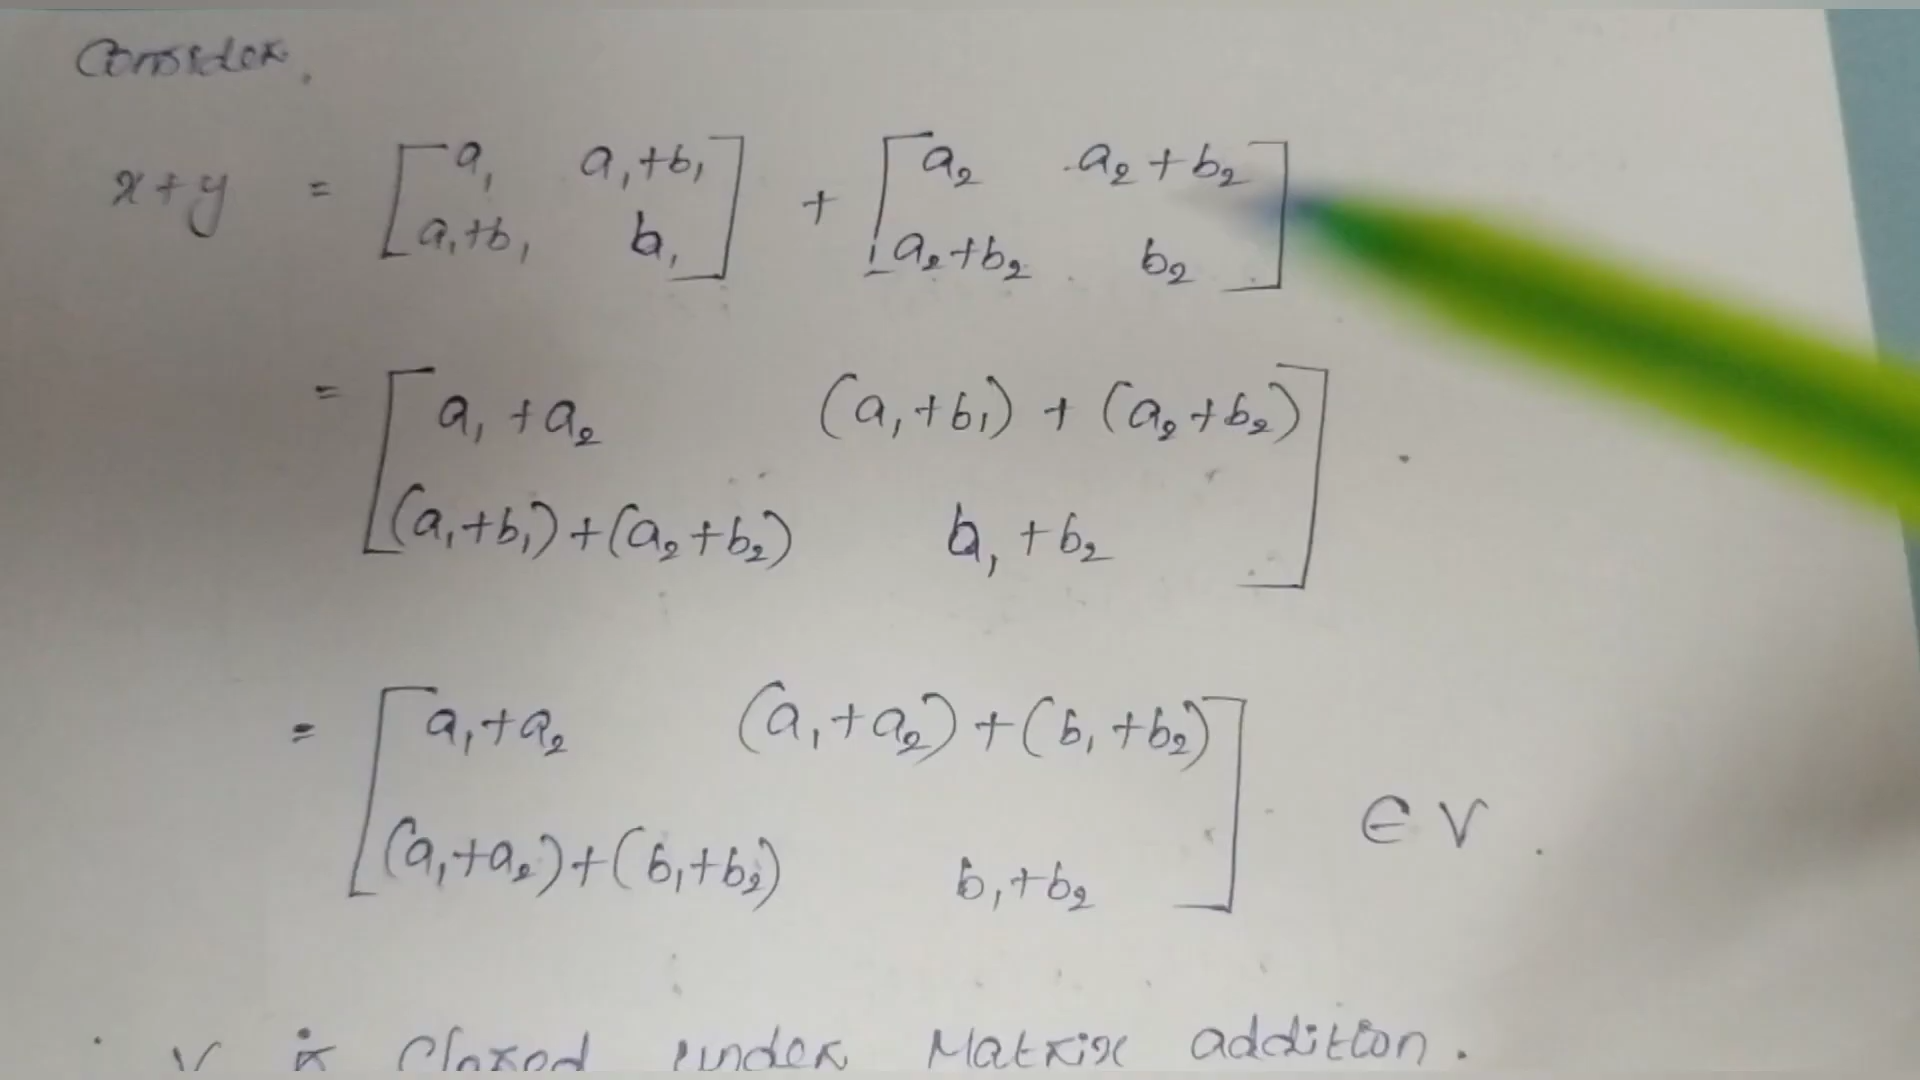 Consider,
x+y = [ a₁ a₁+b₁ ] + [ a₂ a₂+b₂ ]
[ a₁+b₁ b₁ ] [ a₂+b₂ b₂ ]
= [ a₁+a₂ (a₁+b₁)+(a₂+b₂) ] .
[ (a₁+b₁)+(a₂+b₂) b₁+b₂ ]
= [ a₁+a₂ (a₁+a₂)+(b₁+b₂) ]
[ (a₁+a₂)+(b₁+b₂) b₁+b₂ ] ∈ V .
V is closed under Matrix addition.